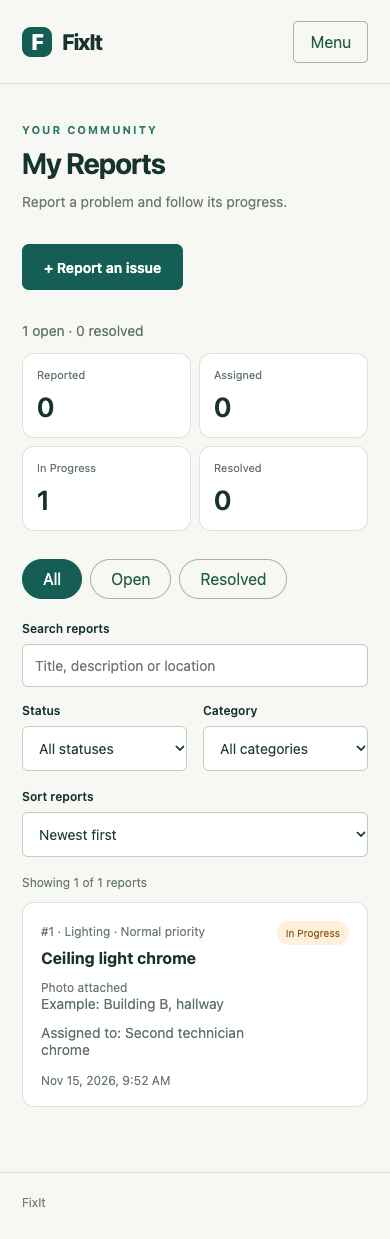 F FixIt
Menu
YOUR COMMUNITY
My Reports
Report a problem and follow its progress.
+ Report an issue
1 open · 0 resolved
Reported
0
Assigned
0
In Progress
1
Resolved
0
All
Open
Resolved
Search reports
Title, description or location
Status
All statuses
Category
All categories
Sort reports
Newest first
Showing 1 of 1 reports
#1 · Lighting · Normal priority
In Progress
Ceiling light chrome
Photo attached
Example: Building B, hallway
Assigned to: Second technician
chrome
Nov 15, 2026, 9:52 AM
FixIt